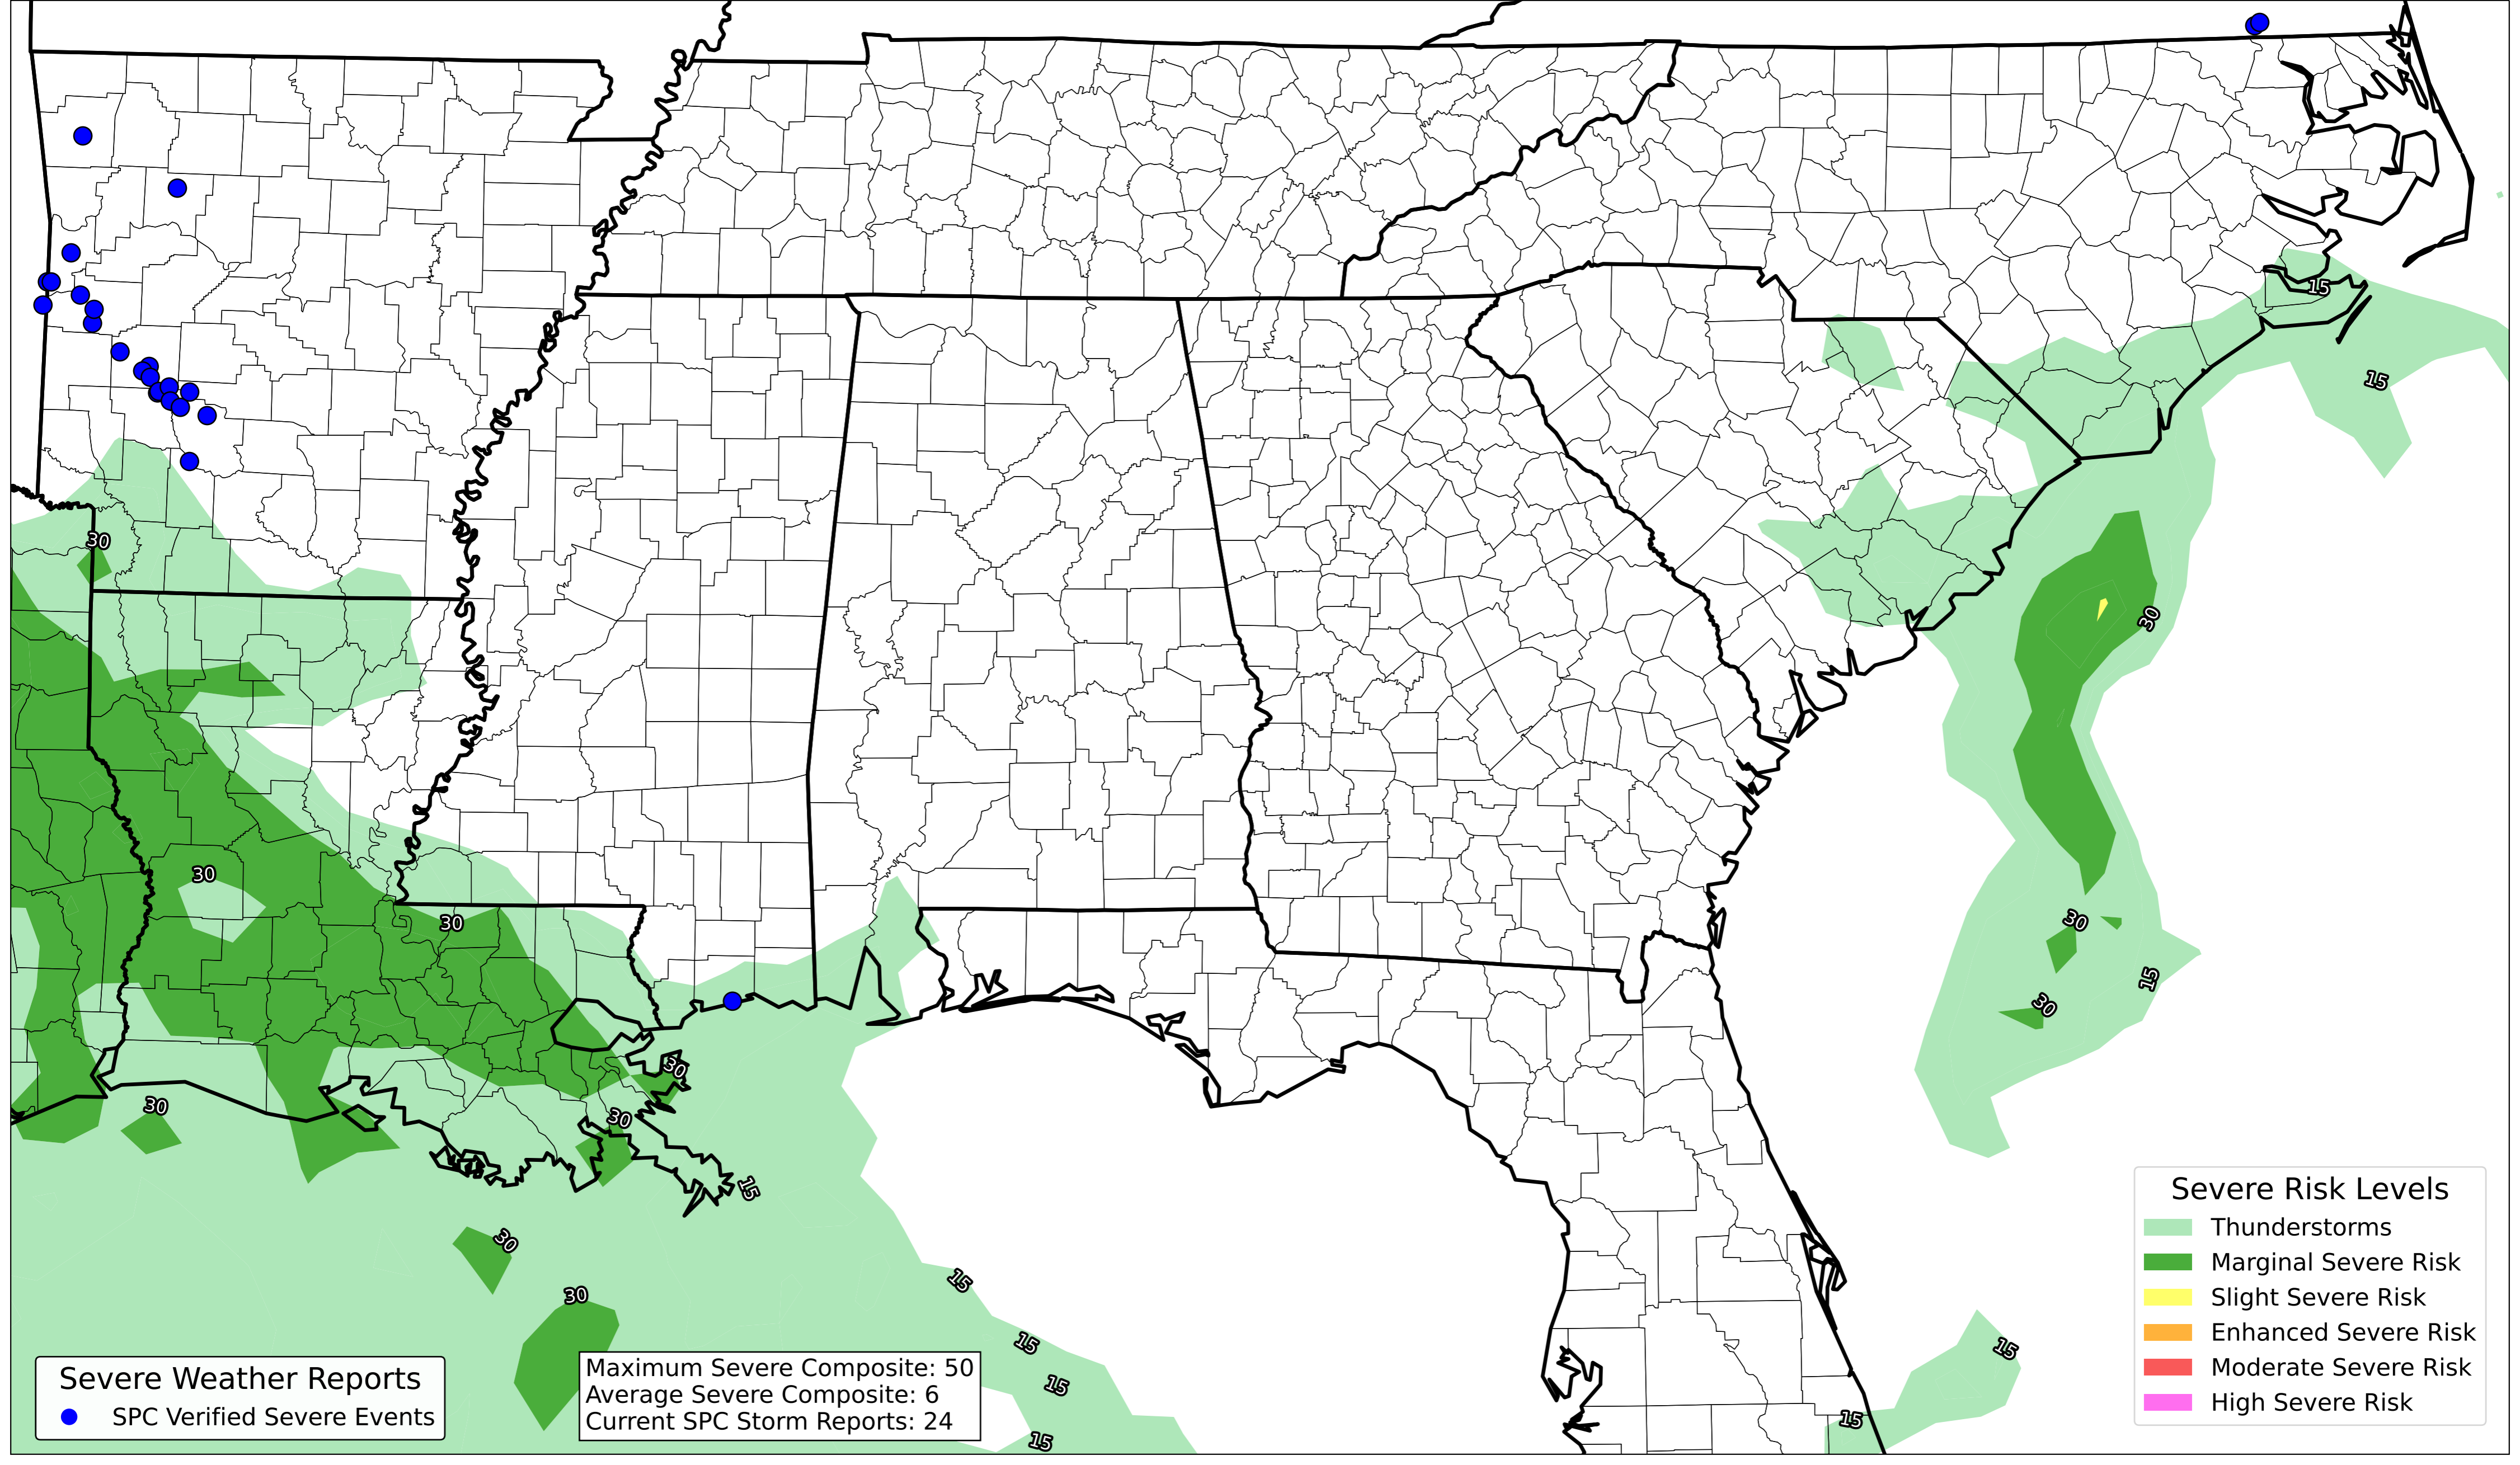 15
15
30
30
30
30
30
15
30
30
30
30
15
30
15
30
15
15
15
15
15
Severe Weather Reports
SPC Verified Severe Events
Maximum Severe Composite: 50
Average Severe Composite: 6
Current SPC Storm Reports: 24
Severe Risk Levels
Thunderstorms
Marginal Severe Risk
Slight Severe Risk
Enhanced Severe Risk
Moderate Severe Risk
High Severe Risk